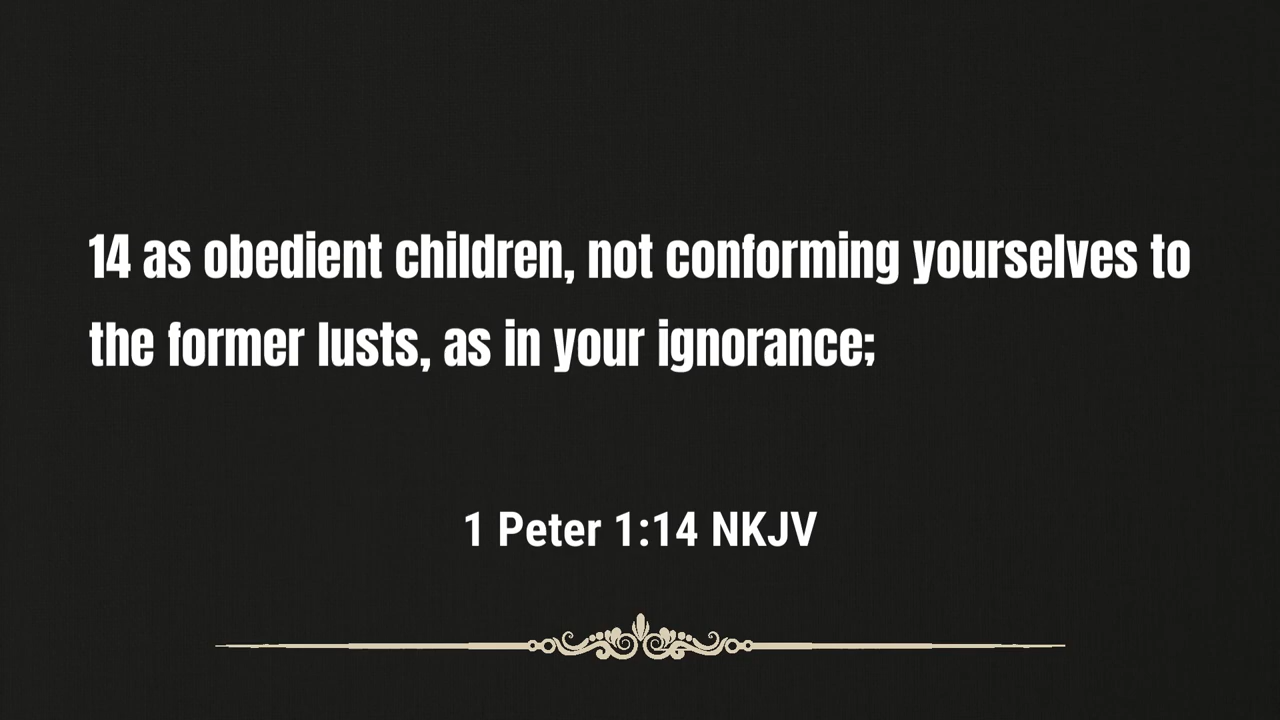 14 as obedient children, not conforming yourselves to
the former lusts, as in your ignorance;
1 Peter 1:14 NKJV